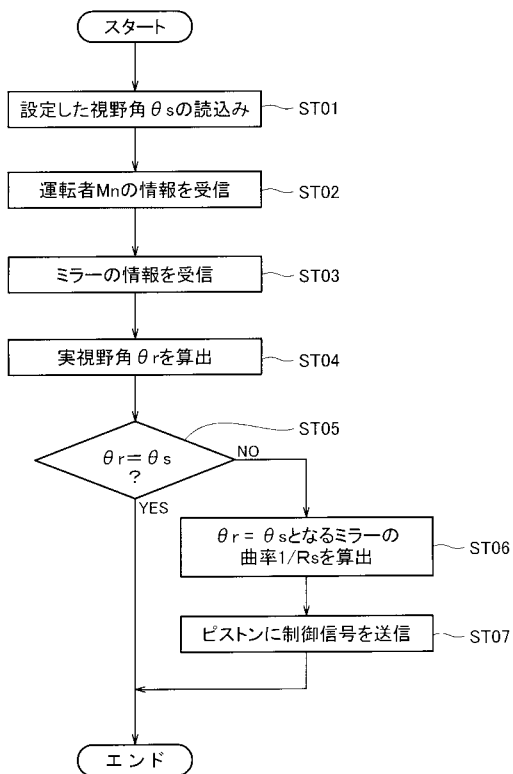 スタート
設定した視野角θsの読込み
ST01
運転者Mnの情報を受信
ST02
ミラーの情報を受信
ST03
実視野角θrを算出
ST04
ST05
θr=θs
?
NO
YES
θr=θsとなるミラーの
曲率1/Rsを算出
ST06
ピストンに制御信号を送信
ST07
エンド